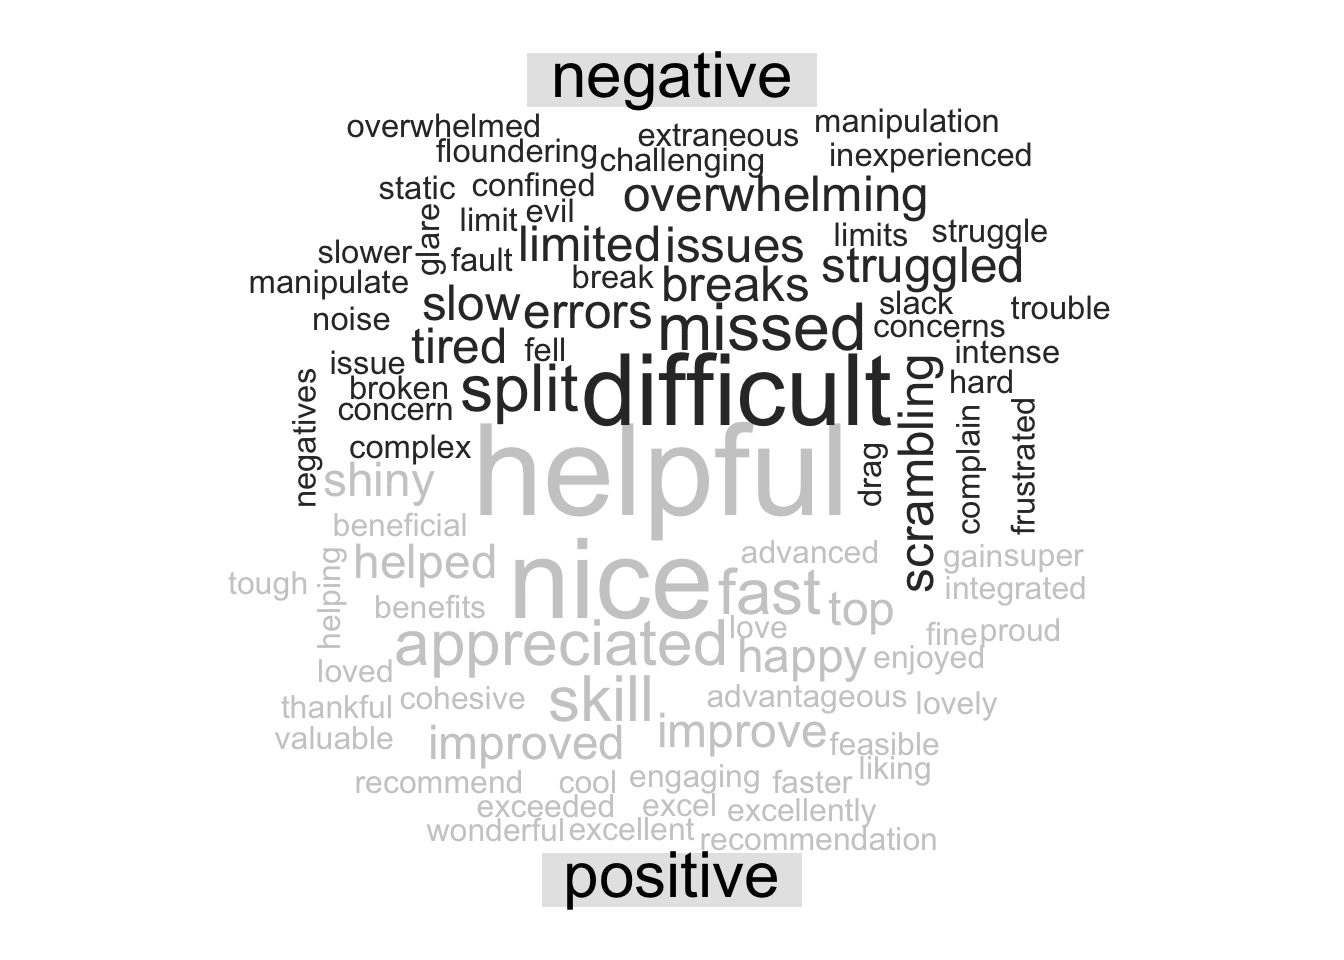 negative
overwhelmed
extraneous
manipulation
floundering
challenging
inexperienced
static
confined
overwhelming
glare
limit
evil
limited
issues
limits
struggle
slower
fault
break
breaks
struggled
manipulate
slow
errors
missed
slack
trouble
noise
concerns
tired
fell
intense
issue
difficult
hard
negatives
broken
split
scrambling
concern
complain
frustrated
complex
helpful
drag
shiny
beneficial
helped
advanced
gain
super
tough
helping
nice
fast
integrated
benefits
top
love
appreciated
happy
fine
proud
enjoyed
loved
thankful
cohesive
skill
advantageous
lovely
valuable
improved
improve
feasible
recommend
cool
engaging
faster
liking
exceeded
excel
excellently
wonderful
excellent
recommendation
positive